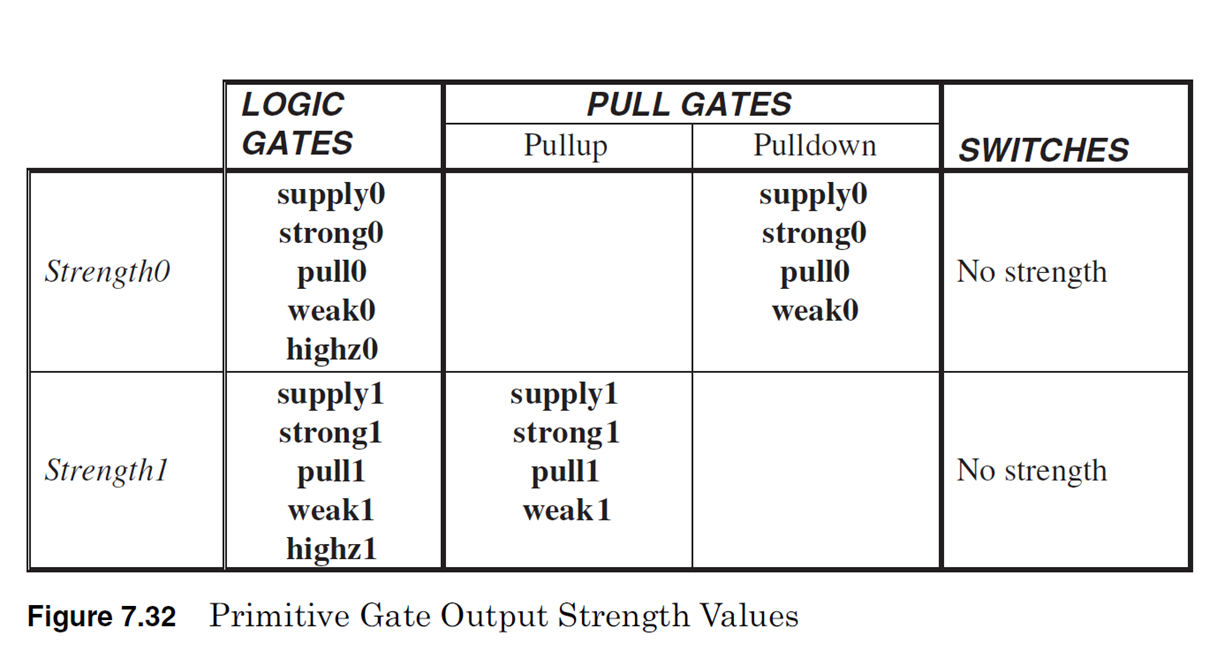 LOGIC GATES
PULL GATES
Pullup
Pulldown
SWITCHES
Strength0
supply0
strong0
pull0
weak0
highz0
supply0
strong0
pull0
weak0
No strength
Strength1
supply1
strong1
pull1
weak1
highz1
supply1
strong1
pull1
weak1
No strength
Figure 7.32 Primitive Gate Output Strength Values